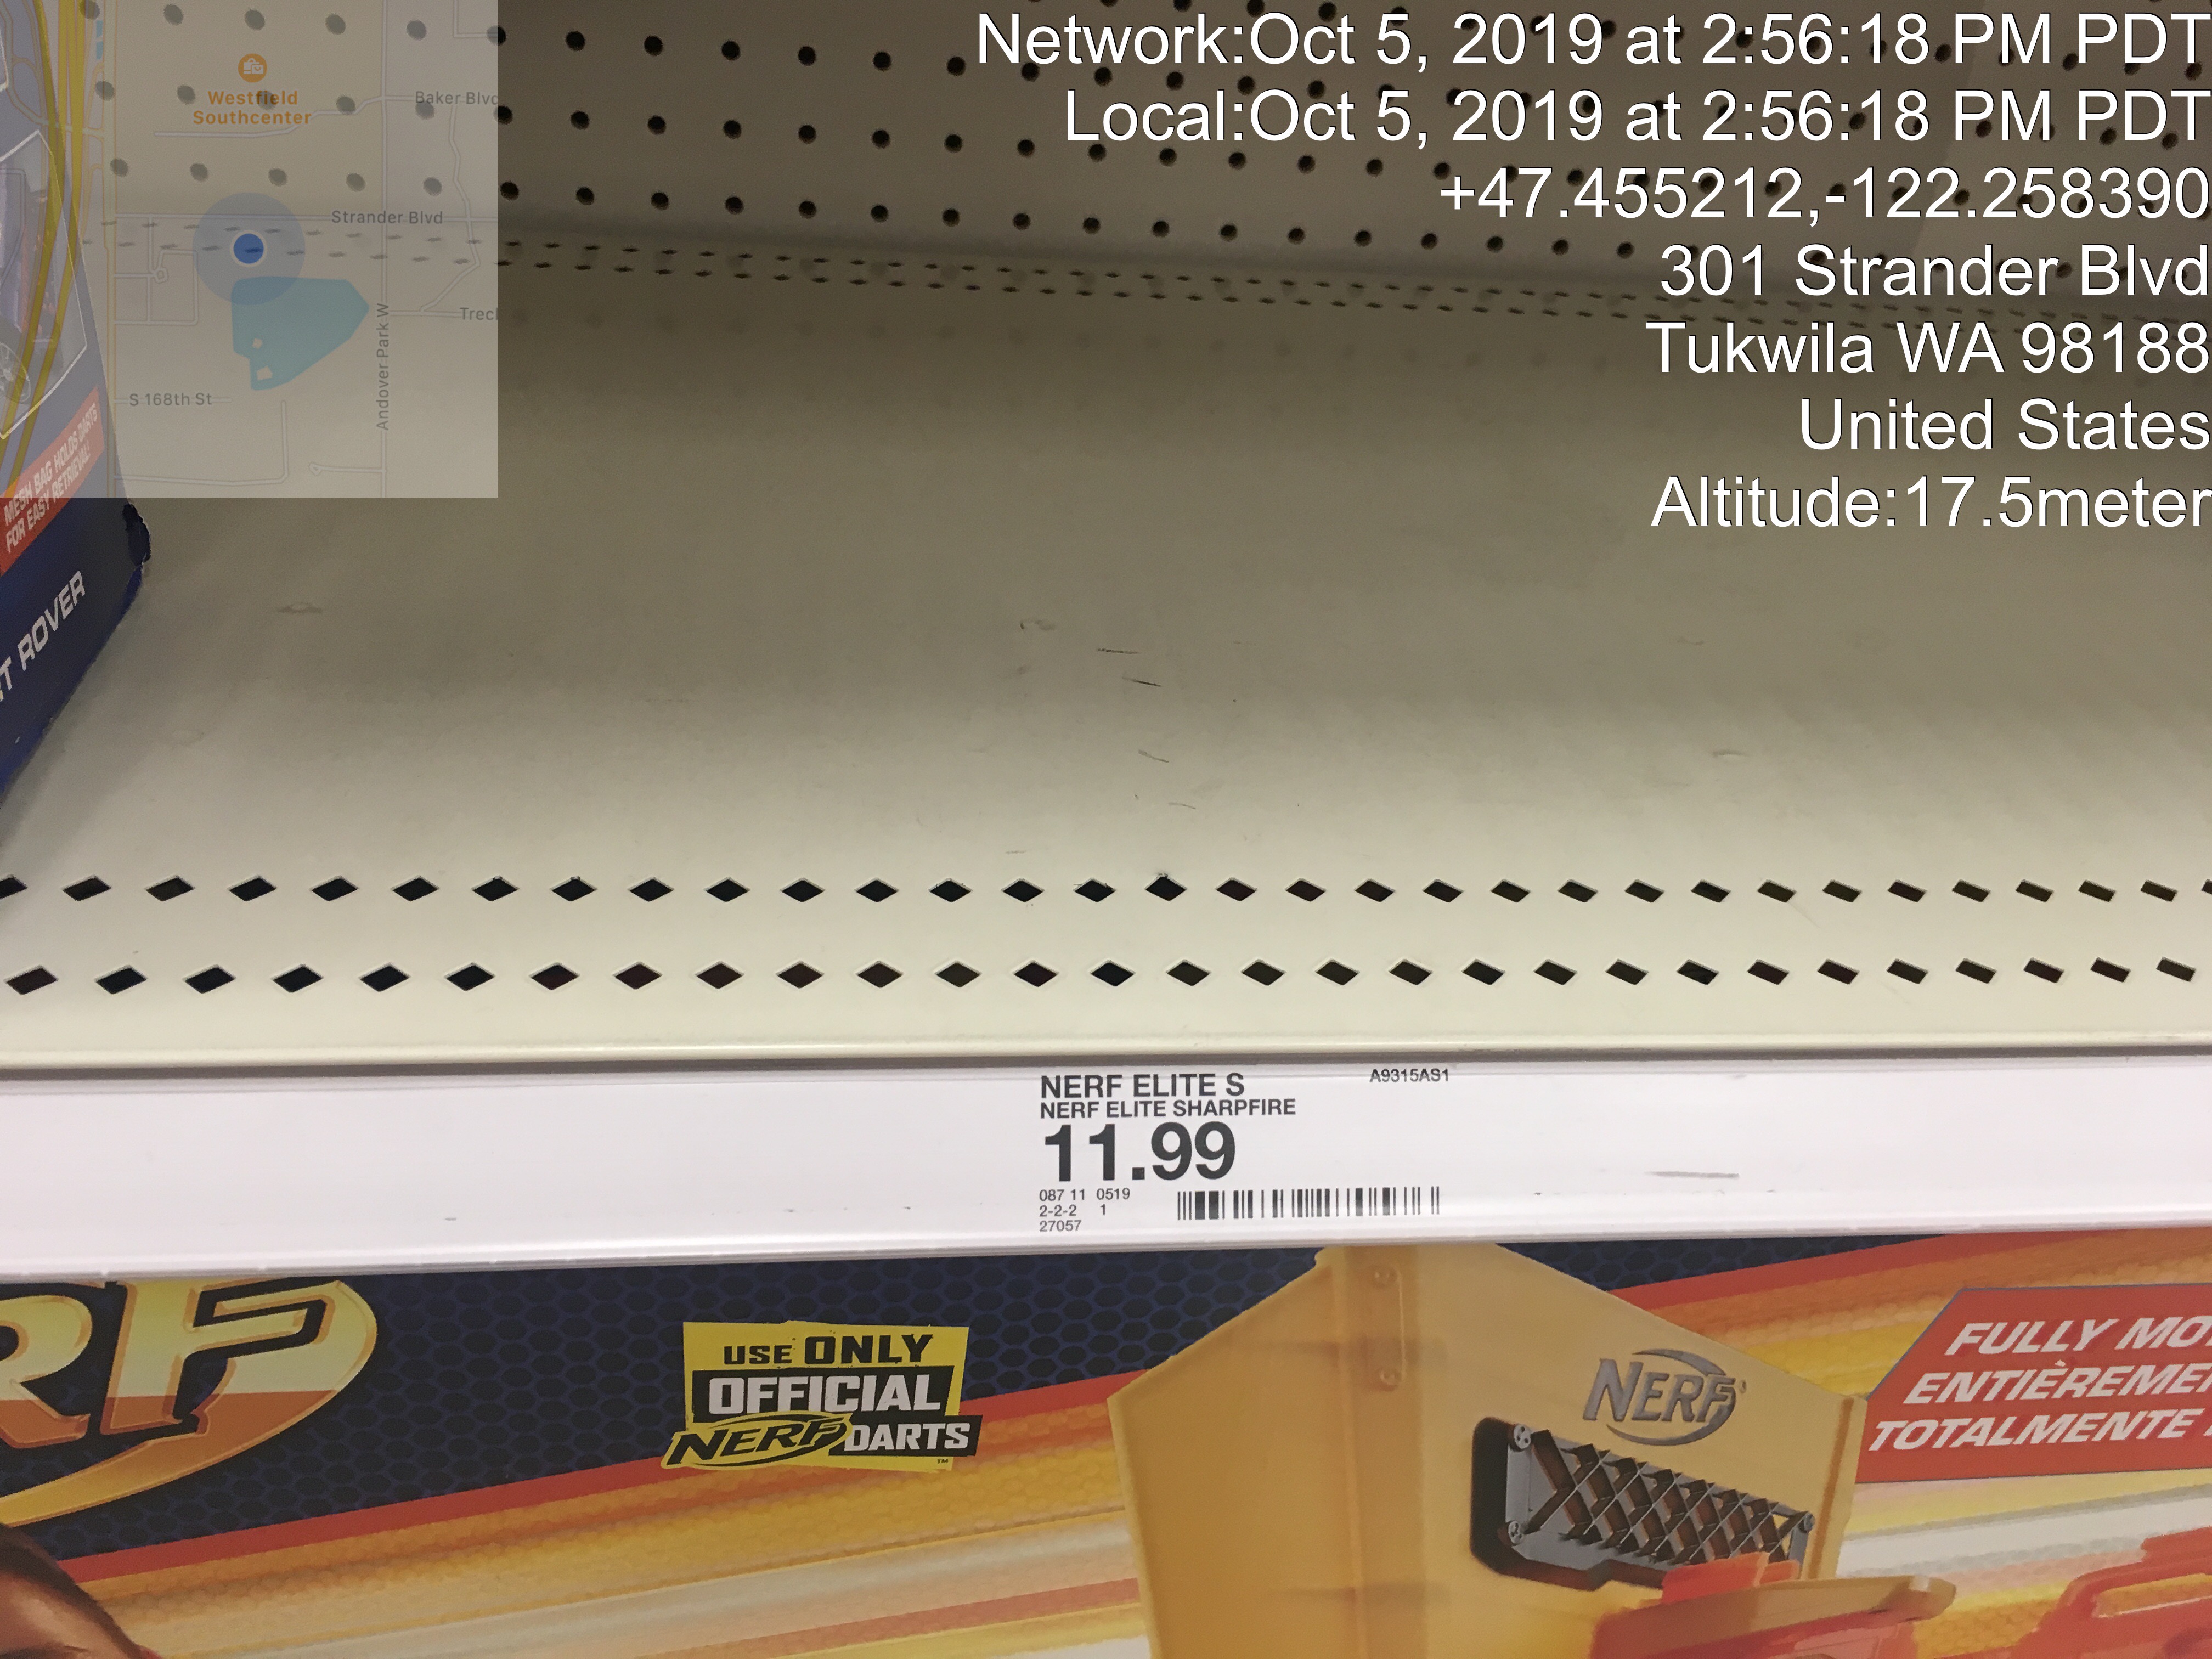 Network:Oct 5, 2019 at 2:56:18 PM PDT
Local:Oct 5, 2019 at 2:56:18 PM PDT
+47.455212,-122.258390
301 Strander Blvd
Tukwila WA 98188
United States
Altitude:17.5meter
Westfield
Southcenter
Baker Blvd
Strander Blvd
Trec
Andover Park W
S 168th St
MESH BAG HOLDS DARTS
FOR EASY RETRIEVAL!
T ROVER
NERF ELITE S A9315AS1
NERF ELITE SHARPFIRE
11.99
087 11 0519
2-2-2 1
27057
RF
USE ONLY
OFFICIAL
NERF DARTS
TM
NERF
FULLY MO
ENTIÈREME
TOTALMENTE